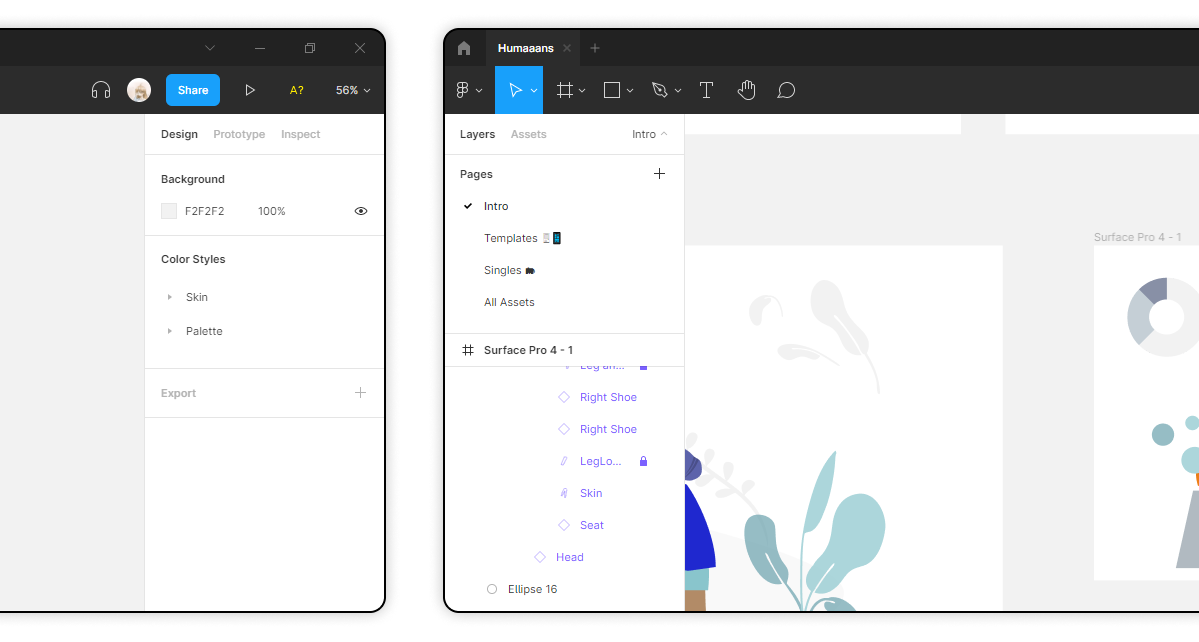 Share
A?
56%
Design Prototype Inspect
Background
F2F2F2 100%
Color Styles
Skin
Palette
Export
Humaaans
Layers Assets Intro
Pages
Intro
Templates
Singles
All Assets
Surface Pro 4 - 1
Leg an...
Right Shoe
Right Shoe
LegLo...
Skin
Seat
Head
Ellipse 16
Surface Pro 4 - 1